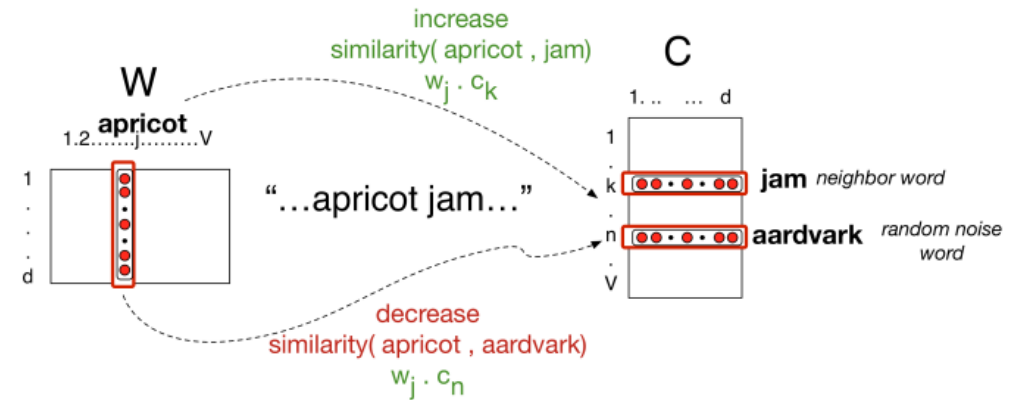 increase
similarity( apricot , jam)
wj . ck
W
apricot
1.2.......j.........V
1
.
.
.
d
“...apricot jam...”
C
1. .. ... d
1
.
k
.
n
.
V
jam neighbor word
aardvark random noise
word
decrease
similarity( apricot , aardvark)
wj . cn